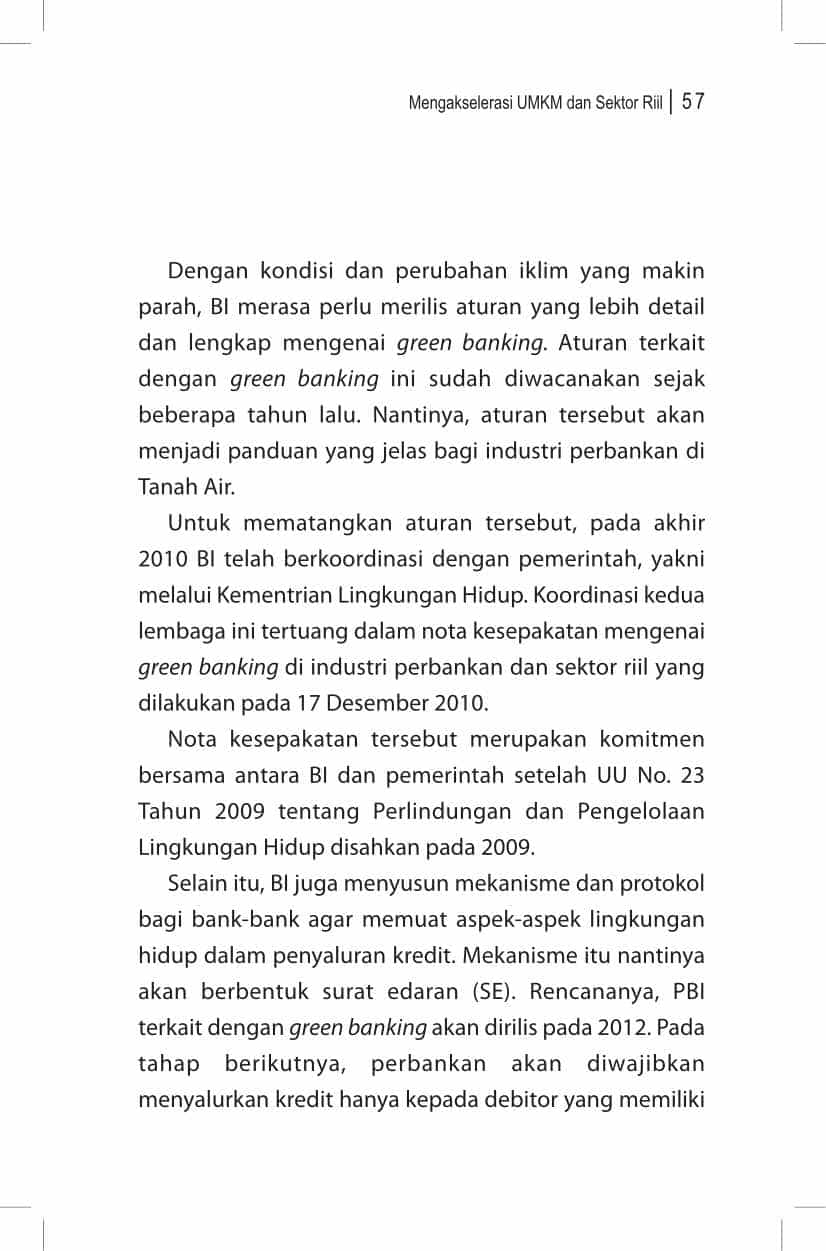 Mengakselerasi UMKM dan Sektor Riil | 57
Dengan kondisi dan perubahan iklim yang makin
parah, BI merasa perlu merilis aturan yang lebih detail
dan lengkap mengenai green banking. Aturan terkait
dengan green banking ini sudah diwacanakan sejak
beberapa tahun lalu. Nantinya, aturan tersebut akan
menjadi panduan yang jelas bagi industri perbankan di
Tanah Air.
Untuk mematangkan aturan tersebut, pada akhir
2010 BI telah berkoordinasi dengan pemerintah, yakni
melalui Kementrian Lingkungan Hidup. Koordinasi kedua
lembaga ini tertuang dalam nota kesepakatan mengenai
green banking di industri perbankan dan sektor riil yang
dilakukan pada 17 Desember 2010.
Nota kesepakatan tersebut merupakan komitmen
bersama antara BI dan pemerintah setelah UU No. 23
Tahun 2009 tentang Perlindungan dan Pengelolaan
Lingkungan Hidup disahkan pada 2009.
Selain itu, BI juga menyusun mekanisme dan protokol
bagi bank-bank agar memuat aspek-aspek lingkungan
hidup dalam penyaluran kredit. Mekanisme itu nantinya
akan berbentuk surat edaran (SE). Rencananya, PBI
terkait dengan green banking akan dirilis pada 2012. Pada
tahap berikutnya, perbankan akan diwajibkan
menyalurkan kredit hanya kepada debitor yang memiliki